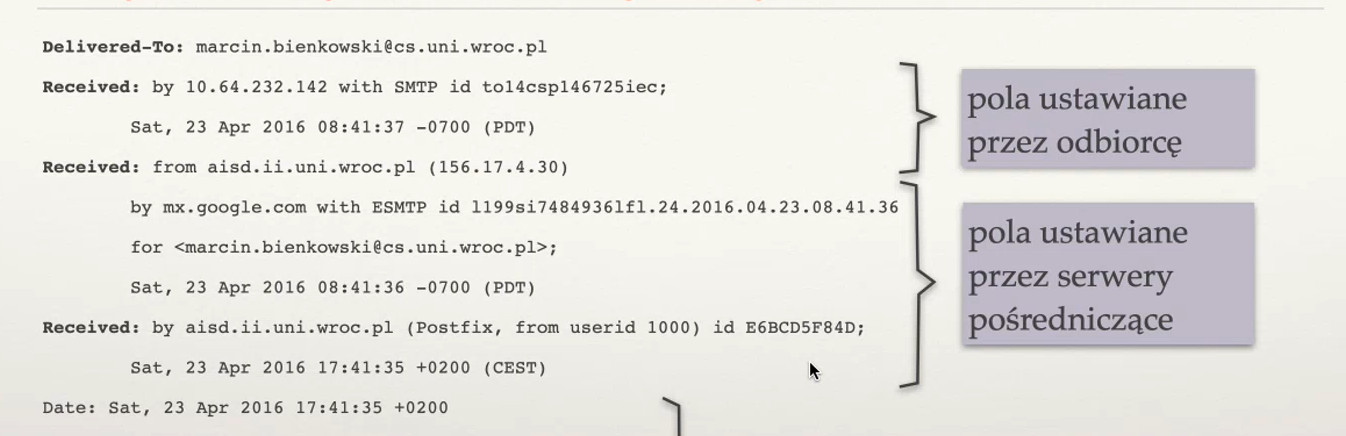 Delivered-To: marcin.bienkowski@cs.uni.wroc.pl
Received: by 10.64.232.142 with SMTP id to14csp146725iec;
Sat, 23 Apr 2016 08:41:37 -0700 (PDT)
Received: from aisd.ii.uni.wroc.pl (156.17.4.30)
by mx.google.com with ESMTP id l199si7484936lfl.24.2016.04.23.08.41.36
for <marcin.bienkowski@cs.uni.wroc.pl>;
Sat, 23 Apr 2016 08:41:36 -0700 (PDT)
Received: by aisd.ii.uni.wroc.pl (Postfix, from userid 1000) id E6BCD5F84D;
Sat, 23 Apr 2016 17:41:35 +0200 (CEST)
Date: Sat, 23 Apr 2016 17:41:35 +0200
pola ustawiane
przez odbiorcę
pola ustawiane
przez serwery
pośredniczące